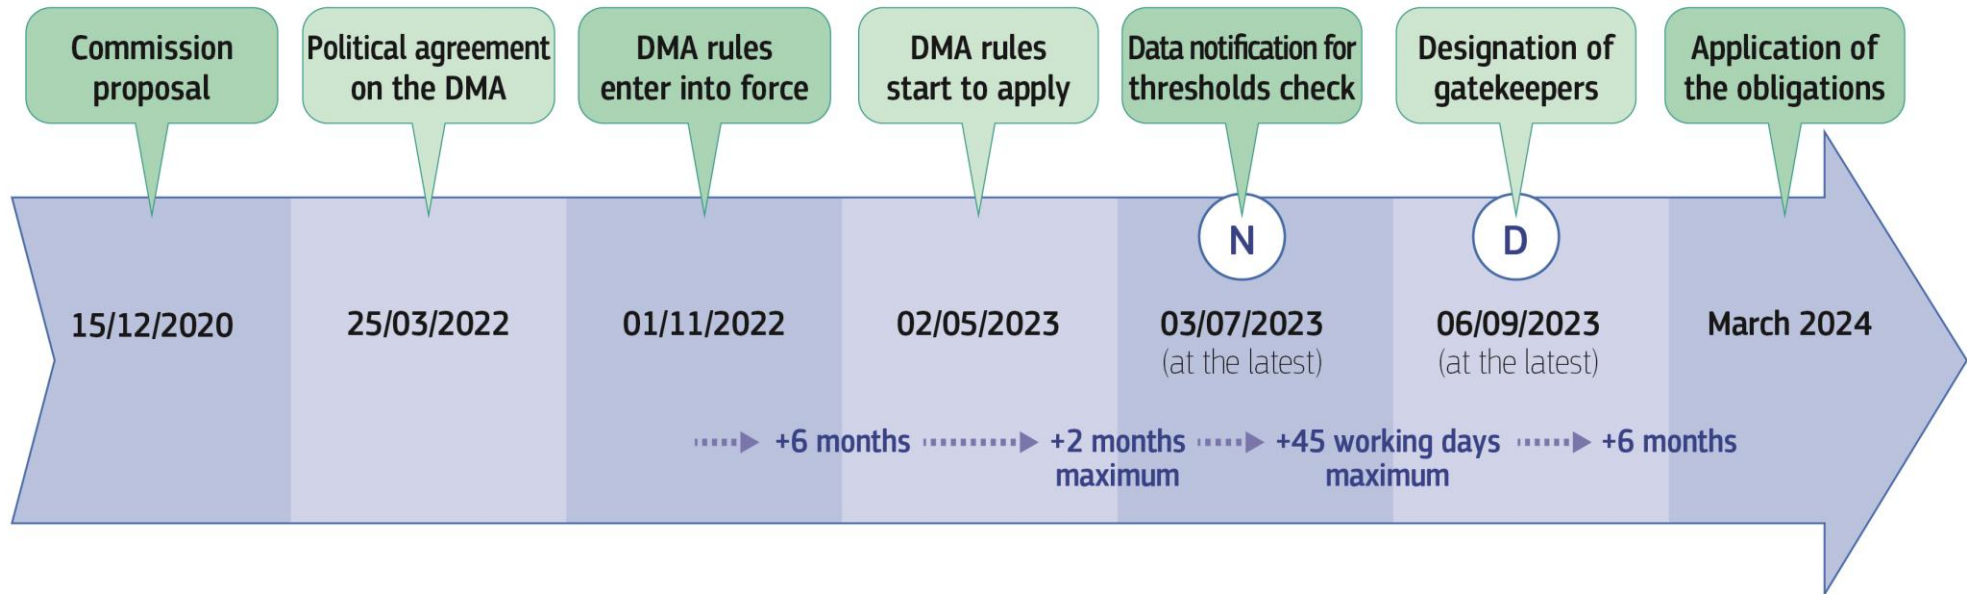 Commission
proposal
Political agreement
on the DMA
DMA rules
enter into force
DMA rules
start to apply
Data notification for
thresholds check
Designation of
gatekeepers
Application of
the obligations
N
D
15/12/2020
25/03/2022
01/11/2022
02/05/2023
03/07/2023
(at the latest)
06/09/2023
(at the latest)
March 2024
+6 months
+2 months
maximum
+45 working days
maximum
+6 months